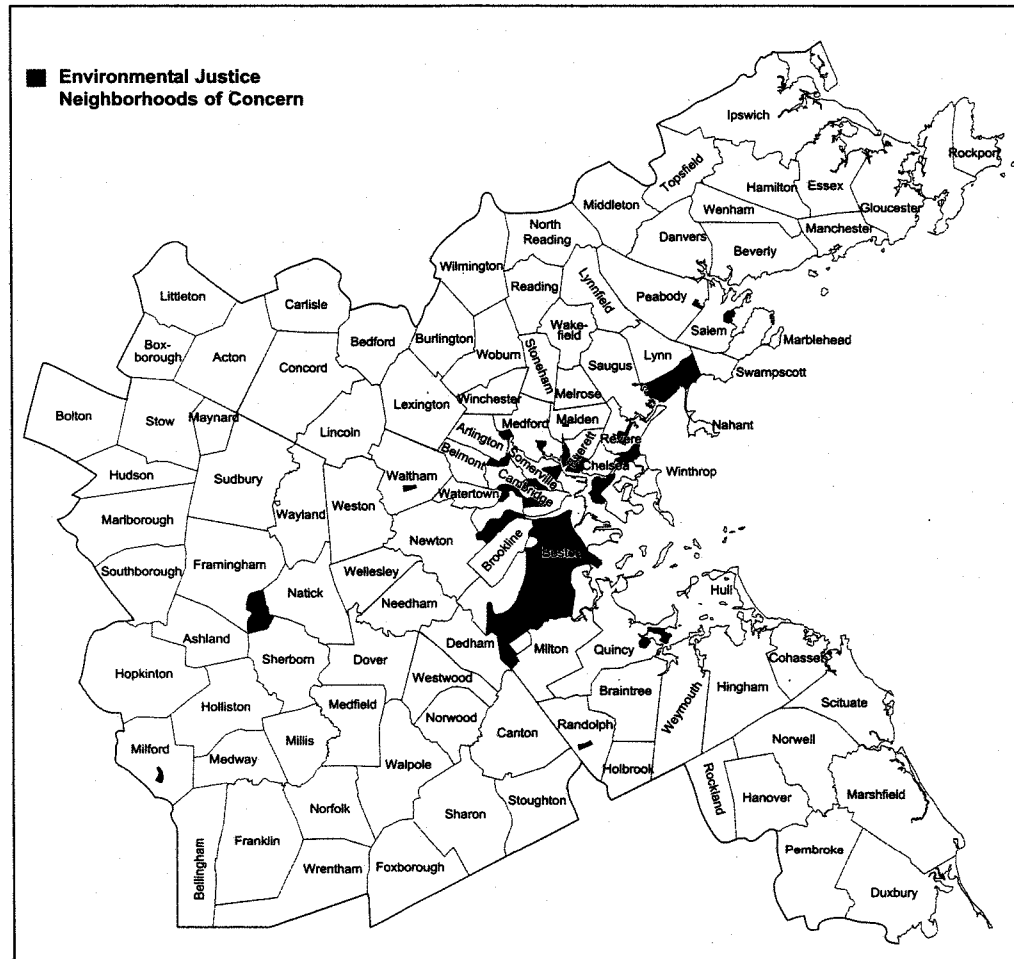 Environmental Justice
Neighborhoods of Concern
Ipswich
Rockport
Topsfield
Hamilton
Essex
Gloucester
Middleton
Wenham
Manchester
North
Reading
Danvers
Beverly
Wilmington
Reading
Lynnfield
Peabody
Littleton
Carlisle
Salem
Marblehead
Bedford
Burlington
Wake-
field
Box-
borough
Acton
Concord
Woburn
Stoneham
Saugus
Lynn
Swampscott
Bolton
Stow
Maynard
Lexington
Winchester
Melrose
Nahant
Lincoln
Arlington
Medford
Malden
Everett
Revere
Hudson
Sudbury
Waltham
Belmont
Somerville
Chelsea
Winthrop
Marlborough
Wayland
Weston
Watertown
Cambridge
Newton
Brookline
Boston
Southborough
Framingham
Natick
Wellesley
Needham
Hull
Ashland
Sherborn
Dover
Dedham
Milton
Quincy
Cohasset
Hopkinton
Westwood
Braintree
Weymouth
Hingham
Scituate
Holliston
Medfield
Norwood
Canton
Randolph
Norwell
Milford
Medway
Millis
Walpole
Holbrook
Rockland
Hanover
Marshfield
Norfolk
Sharon
Stoughton
Bellingham
Franklin
Wrentham
Foxborough
Pembroke
Duxbury